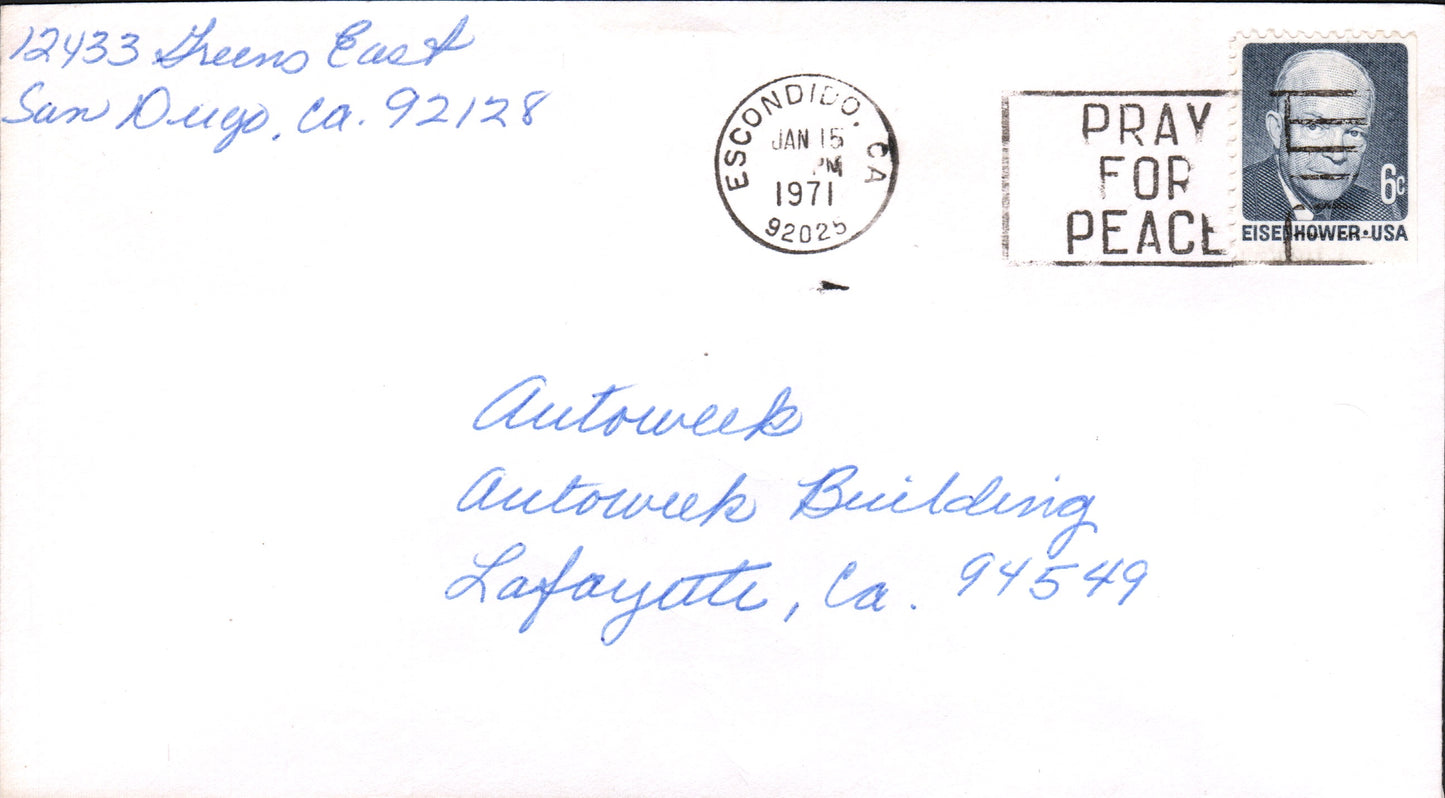 12433 Greens East
San Diego, Ca. 92128
ESCONDIDO, CA
JAN 15
PM
1971
92025
PRAY
FOR
PEACE
6c
EISENHOWER·USA
Autoweek
Autoweek Building
Lafayette, Ca. 94549